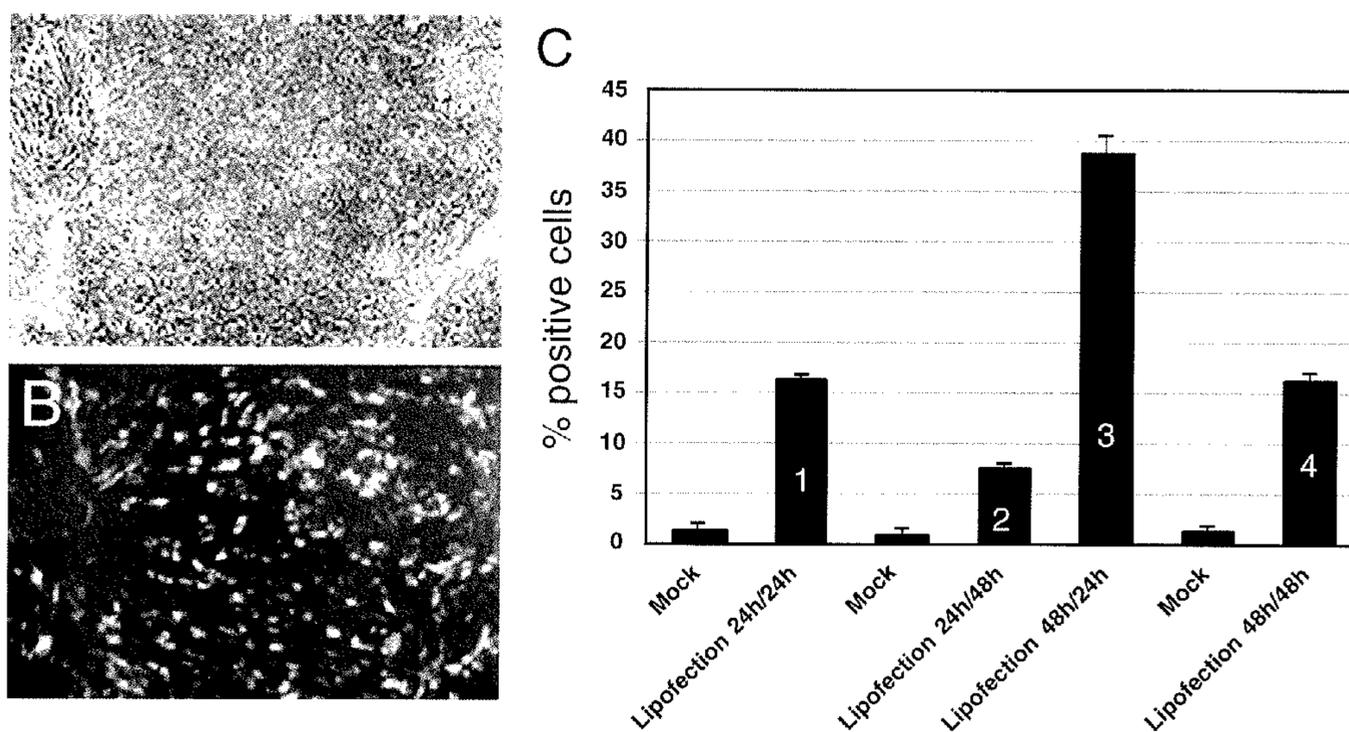 A
B
C
% positive cells
45
40
35
30
25
20
15
10
5
0
1
2
3
4
Mock
Lipofection 24h/24h
Mock
Lipofection 24h/48h
Lipofection 48h/24h
Mock
Lipofection 48h/48h